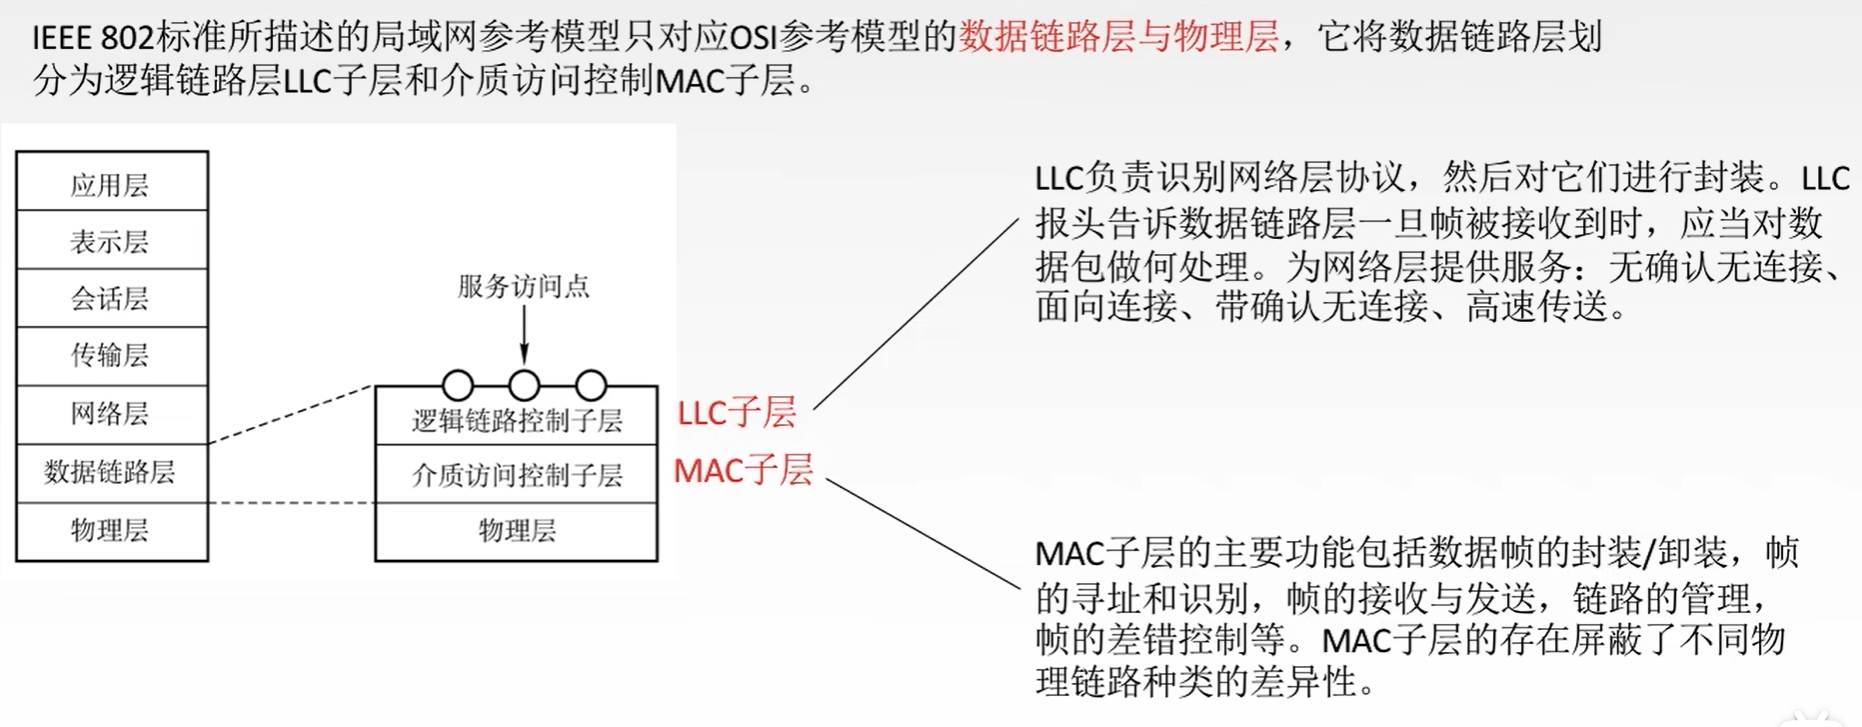 IEEE 802标准所描述的局域网参考模型只对应OSI参考模型的数据链路层与物理层，它将数据链路层划
分为逻辑链路层LLC子层和介质访问控制MAC子层。
应用层
表示层
会话层
传输层
网络层
数据链路层
物理层
服务访问点
逻辑链路控制子层
介质访问控制子层
物理层
LLC子层
MAC子层
LLC负责识别网络层协议，然后对它们进行封装。LLC
报头告诉数据链路层一旦帧被接收到时，应当对数
据包做何处理。为网络层提供服务：无确认无连接、
面向连接、带确认无连接、高速传送。
MAC子层的主要功能包括数据帧的封装/卸装，帧
的寻址和识别，帧的接收与发送，链路的管理，
帧的差错控制等。MAC子层的存在屏蔽了不同物
理链路种类的差异性。